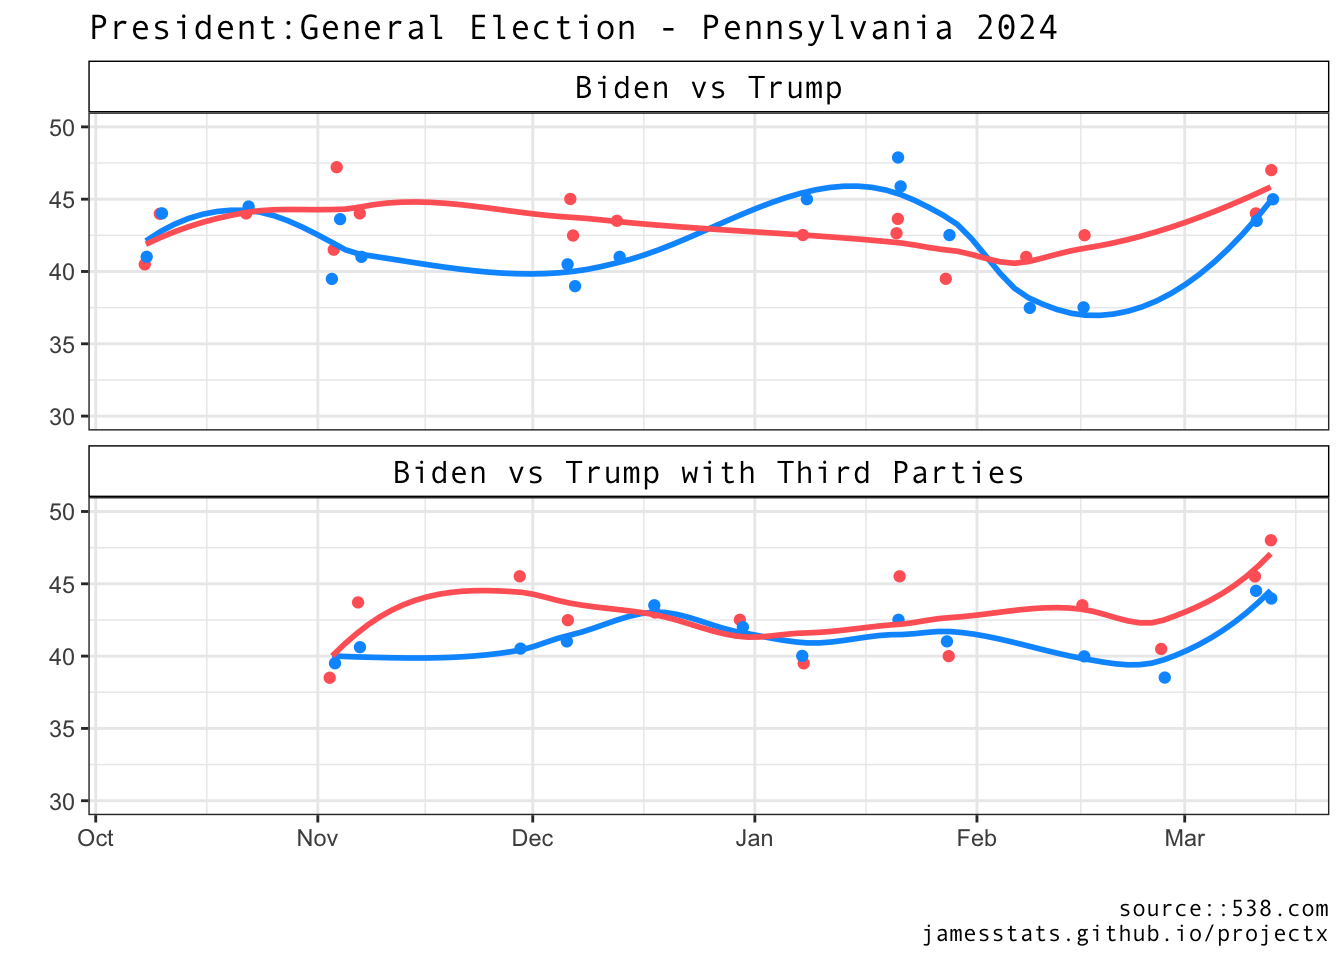 President:General Election - Pennsylvania 2024
Biden vs Trump
50
45
40
35
30
Biden vs Trump with Third Parties
50
45
40
35
30
Oct Nov Dec Jan Feb Mar
source::538.com
jamesstats.github.io/projectx